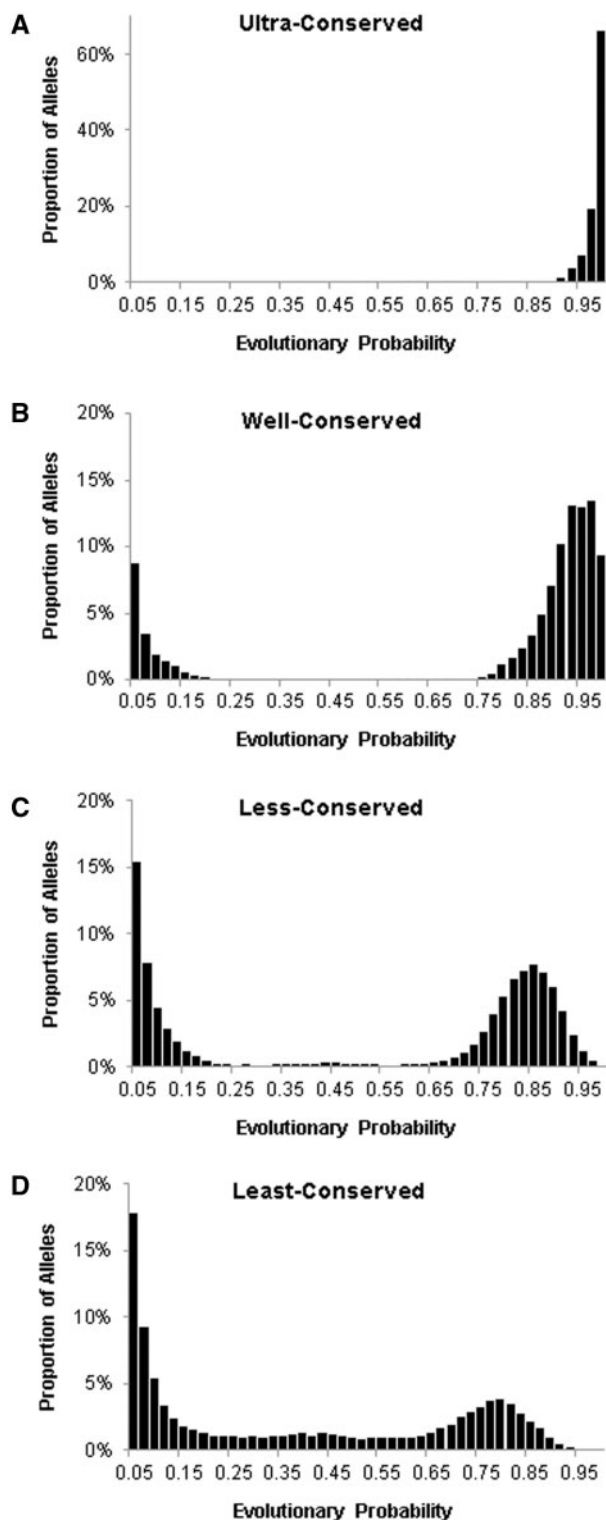 A
Ultra-Conserved
Proportion of Alleles
60%
40%
20%
0%
0.05 0.15 0.25 0.35 0.45 0.55 0.65 0.75 0.85 0.95
Evolutionary Probability
B
Well-Conserved
Proportion of Alleles
20%
15%
10%
5%
0%
0.05 0.15 0.25 0.35 0.45 0.55 0.65 0.75 0.85 0.95
Evolutionary Probability
C
Less-Conserved
Proportion of Alleles
20%
15%
10%
5%
0%
0.05 0.15 0.25 0.35 0.45 0.55 0.65 0.75 0.85 0.95
Evolutionary Probability
D
Least-Conserved
Proportion of Alleles
20%
15%
10%
5%
0%
0.05 0.15 0.25 0.35 0.45 0.55 0.65 0.75 0.85 0.95
Evolutionary Probability